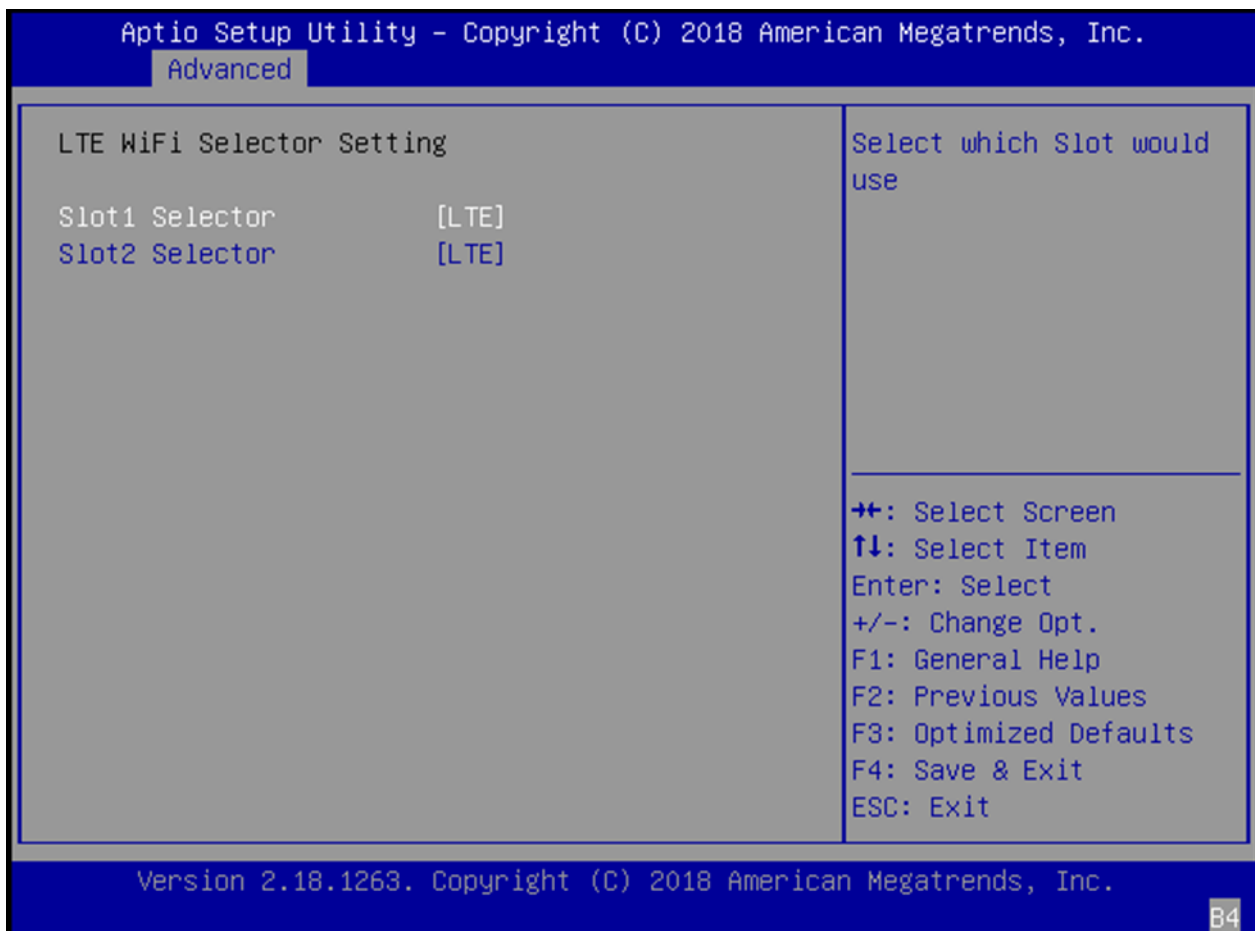 Aptio Setup Utility – Copyright (C) 2018 American Megatrends, Inc.
Advanced
LTE WiFi Selector Setting
Slot1 Selector [LTE]
Slot2 Selector [LTE]
Select which Slot would
use
→←: Select Screen
↑↓: Select Item
Enter: Select
+/-: Change Opt.
F1: General Help
F2: Previous Values
F3: Optimized Defaults
F4: Save & Exit
ESC: Exit
Version 2.18.1263. Copyright (C) 2018 American Megatrends, Inc.
B4